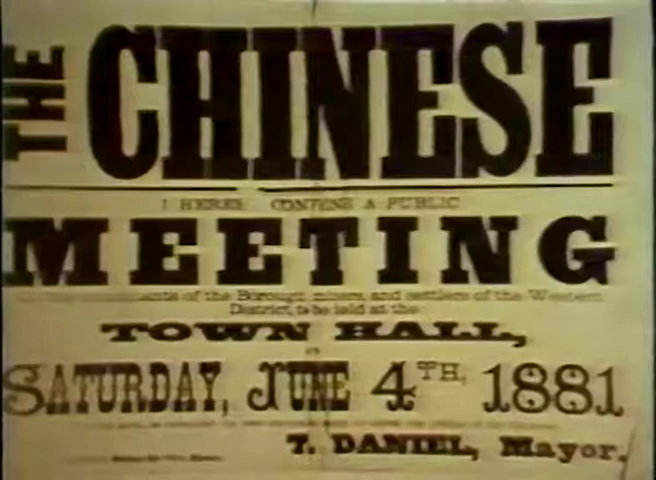 THE CHINESE
I HEREBY CONVENE A PUBLIC
MEETING
of the Borough, miners, and settlers of the Western
District, to be held at the
TOWN HALL,
SATURDAY, JUNE 4TH, 1881
T. DANIEL, Mayor.